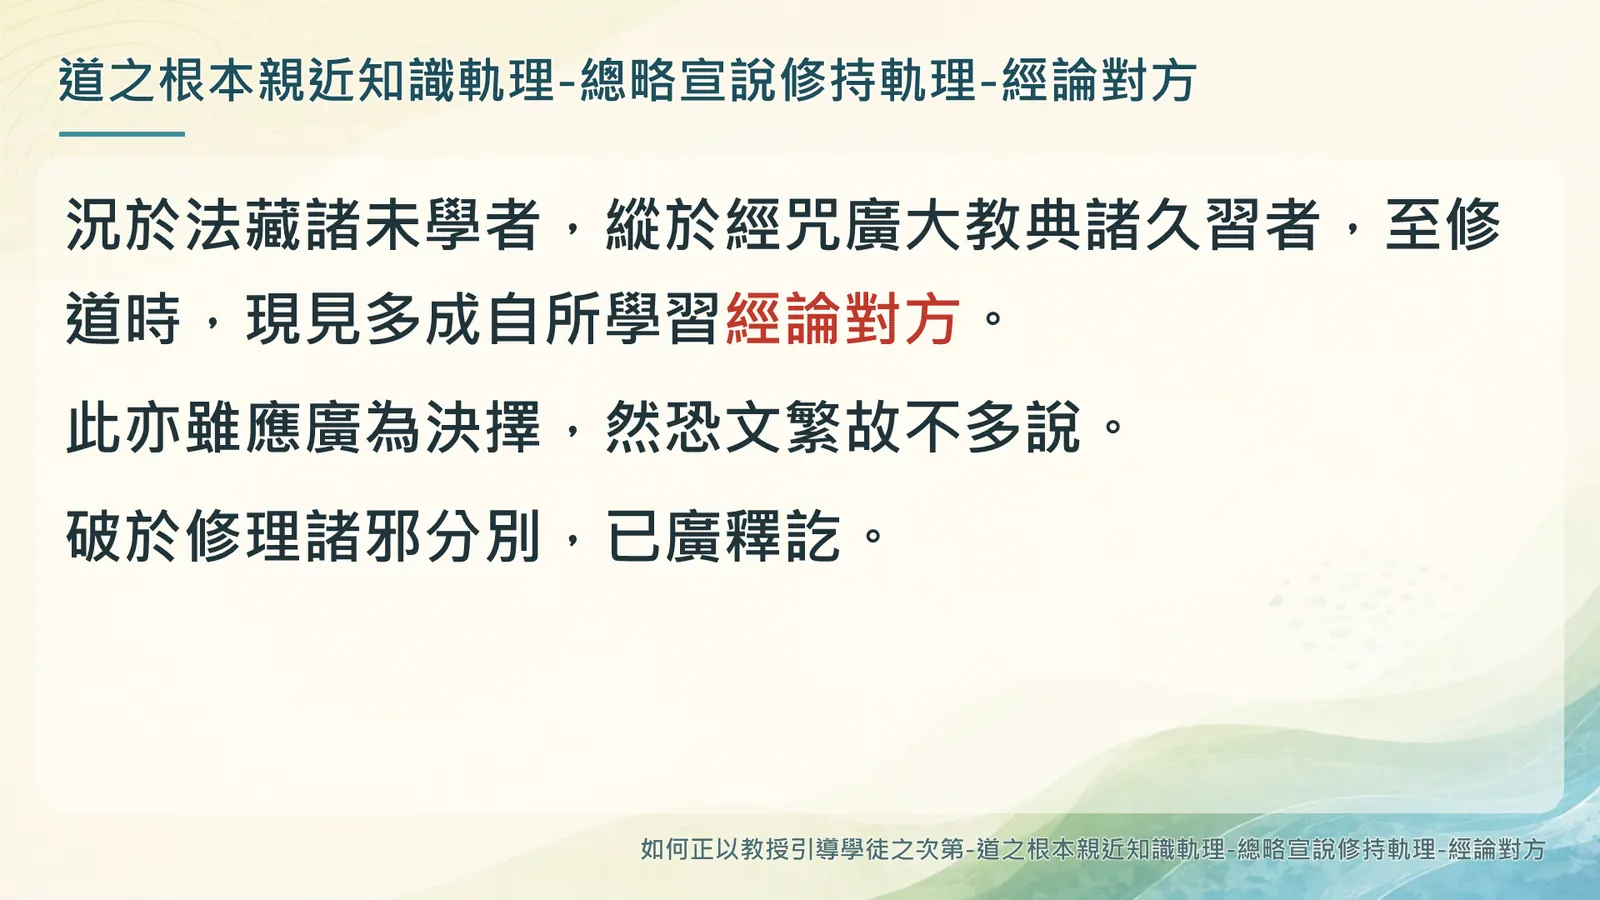 道之根本親近知識軌理-總略宣說修持軌理-經論對方
況於法藏諸未學者，縱於經咒廣大教典諸久習者，至修
道時，現見多成自所學習經論對方。
此亦雖應廣為決擇，然恐文繁故不多說。
破於修理諸邪分別，已廣釋訖。
如何正以教授引導學徒之次第-道之根本親近知識軌理-總略宣說修持軌理-經論對方